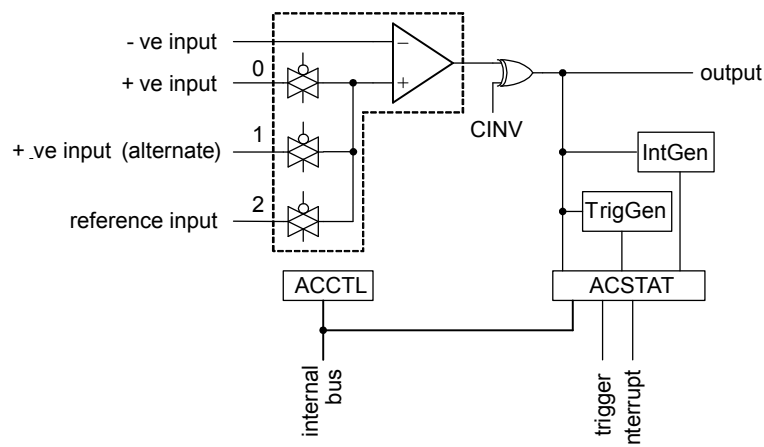 - ve input
−
0
+ ve input
+
output
CINV
1
+ ve input (alternate)
IntGen
2
reference input
TrigGen
ACCTL
ACSTAT
internal
bus
trigger
nterrupt